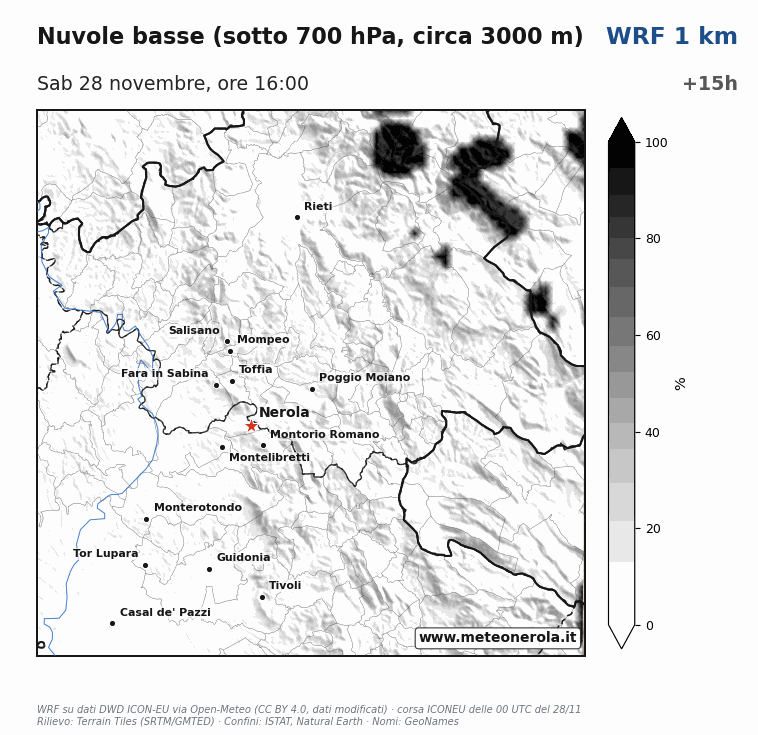 Nuvole basse (sotto 700 hPa, circa 3000 m) WRF 1 km
Sab 28 novembre, ore 16:00 +15h
100
80
60
40
20
0
%
Rieti
Salisano
Mompeo
Toffia
Fara in Sabina
Poggio Moiano
Nerola
Montorio Romano
Montelibretti
Monterotondo
Tor Lupara
Guidonia
Tivoli
Casal de' Pazzi
www.meteonerola.it
WRF su dati DWD ICON-EU via Open-Meteo (CC BY 4.0, dati modificati) · corsa ICONEU delle 00 UTC del 28/11
Rilievo: Terrain Tiles (SRTM/GMTED) · Confini: ISTAT, Natural Earth · Nomi: GeoNames